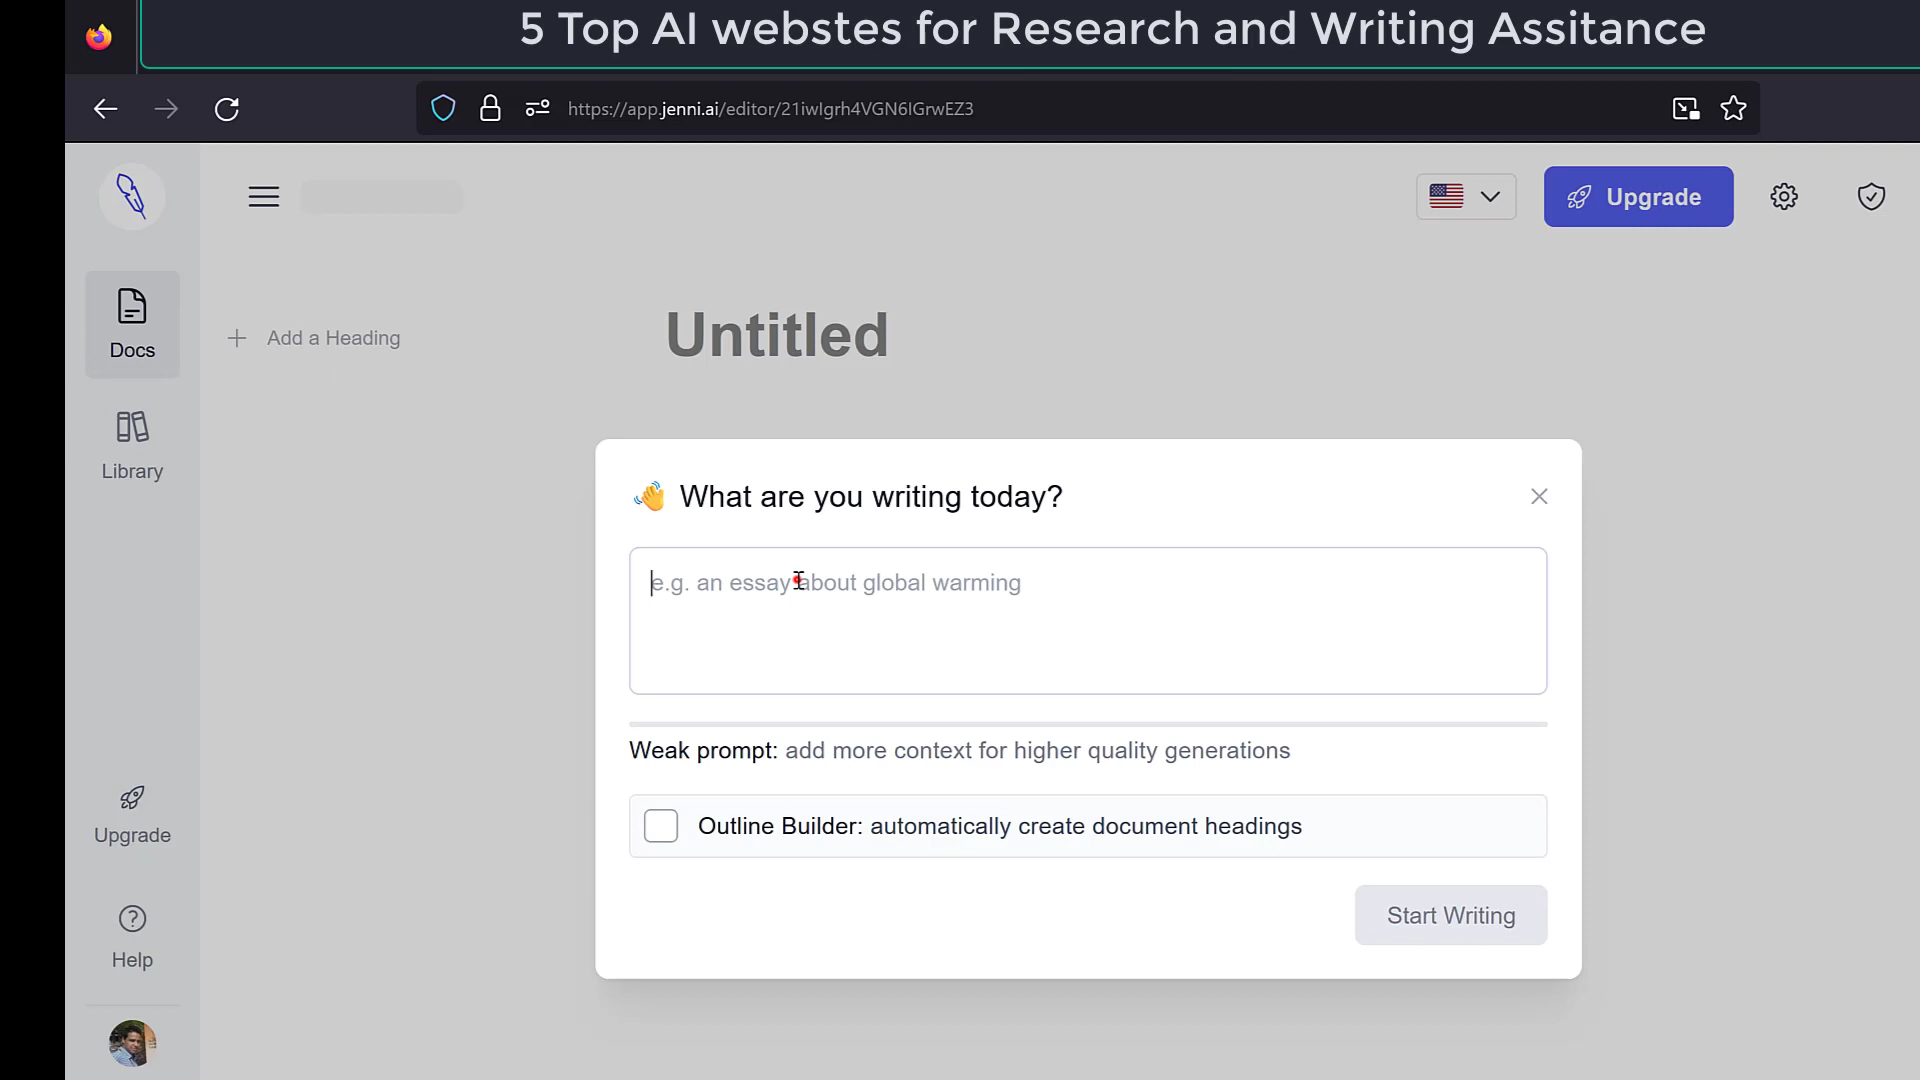 5 Top AI webstes for Research and Writing Assitance
https://app.jenni.ai/editor/21iwIgrh4VGN6IGrwEZ3
Upgrade
Docs
Add a Heading
Untitled
Library
What are you writing today?
e.g. an essay about global warming
Weak prompt: add more context for higher quality generations
Outline Builder: automatically create document headings
Upgrade
Start Writing
Help